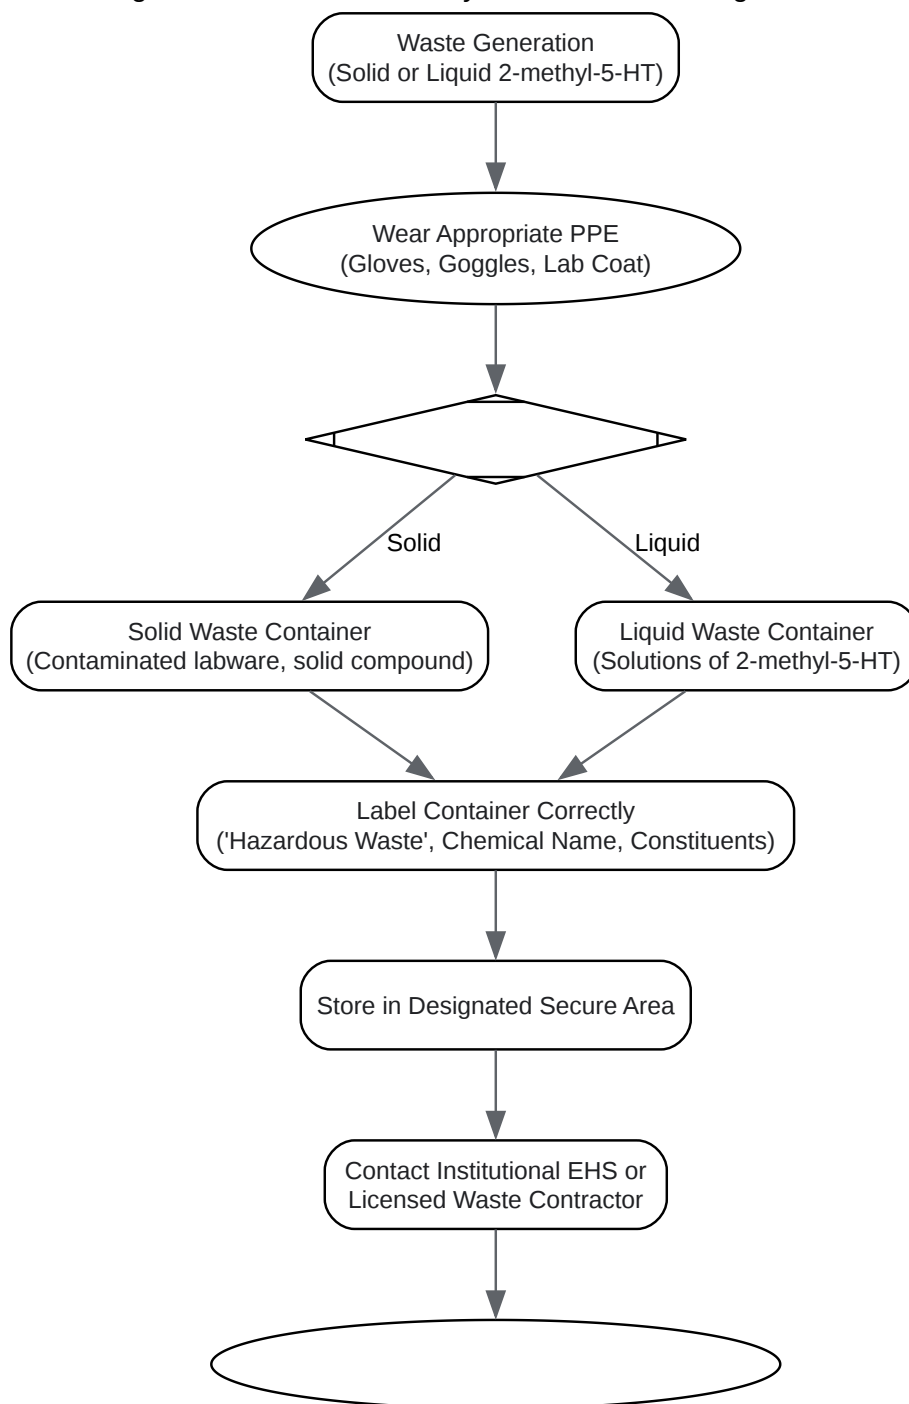 Waste Generation
(Solid or Liquid 2-methyl-5-HT)
Wear Appropriate PPE
(Gloves, Goggles, Lab Coat)
Solid
Liquid
Solid Waste Container
(Contaminated labware, solid compound)
Liquid Waste Container
(Solutions of 2-methyl-5-HT)
Label Container Correctly
('Hazardous Waste', Chemical Name, Constituents)
Store in Designated Secure Area
Contact Institutional EHS or
Licensed Waste Contractor